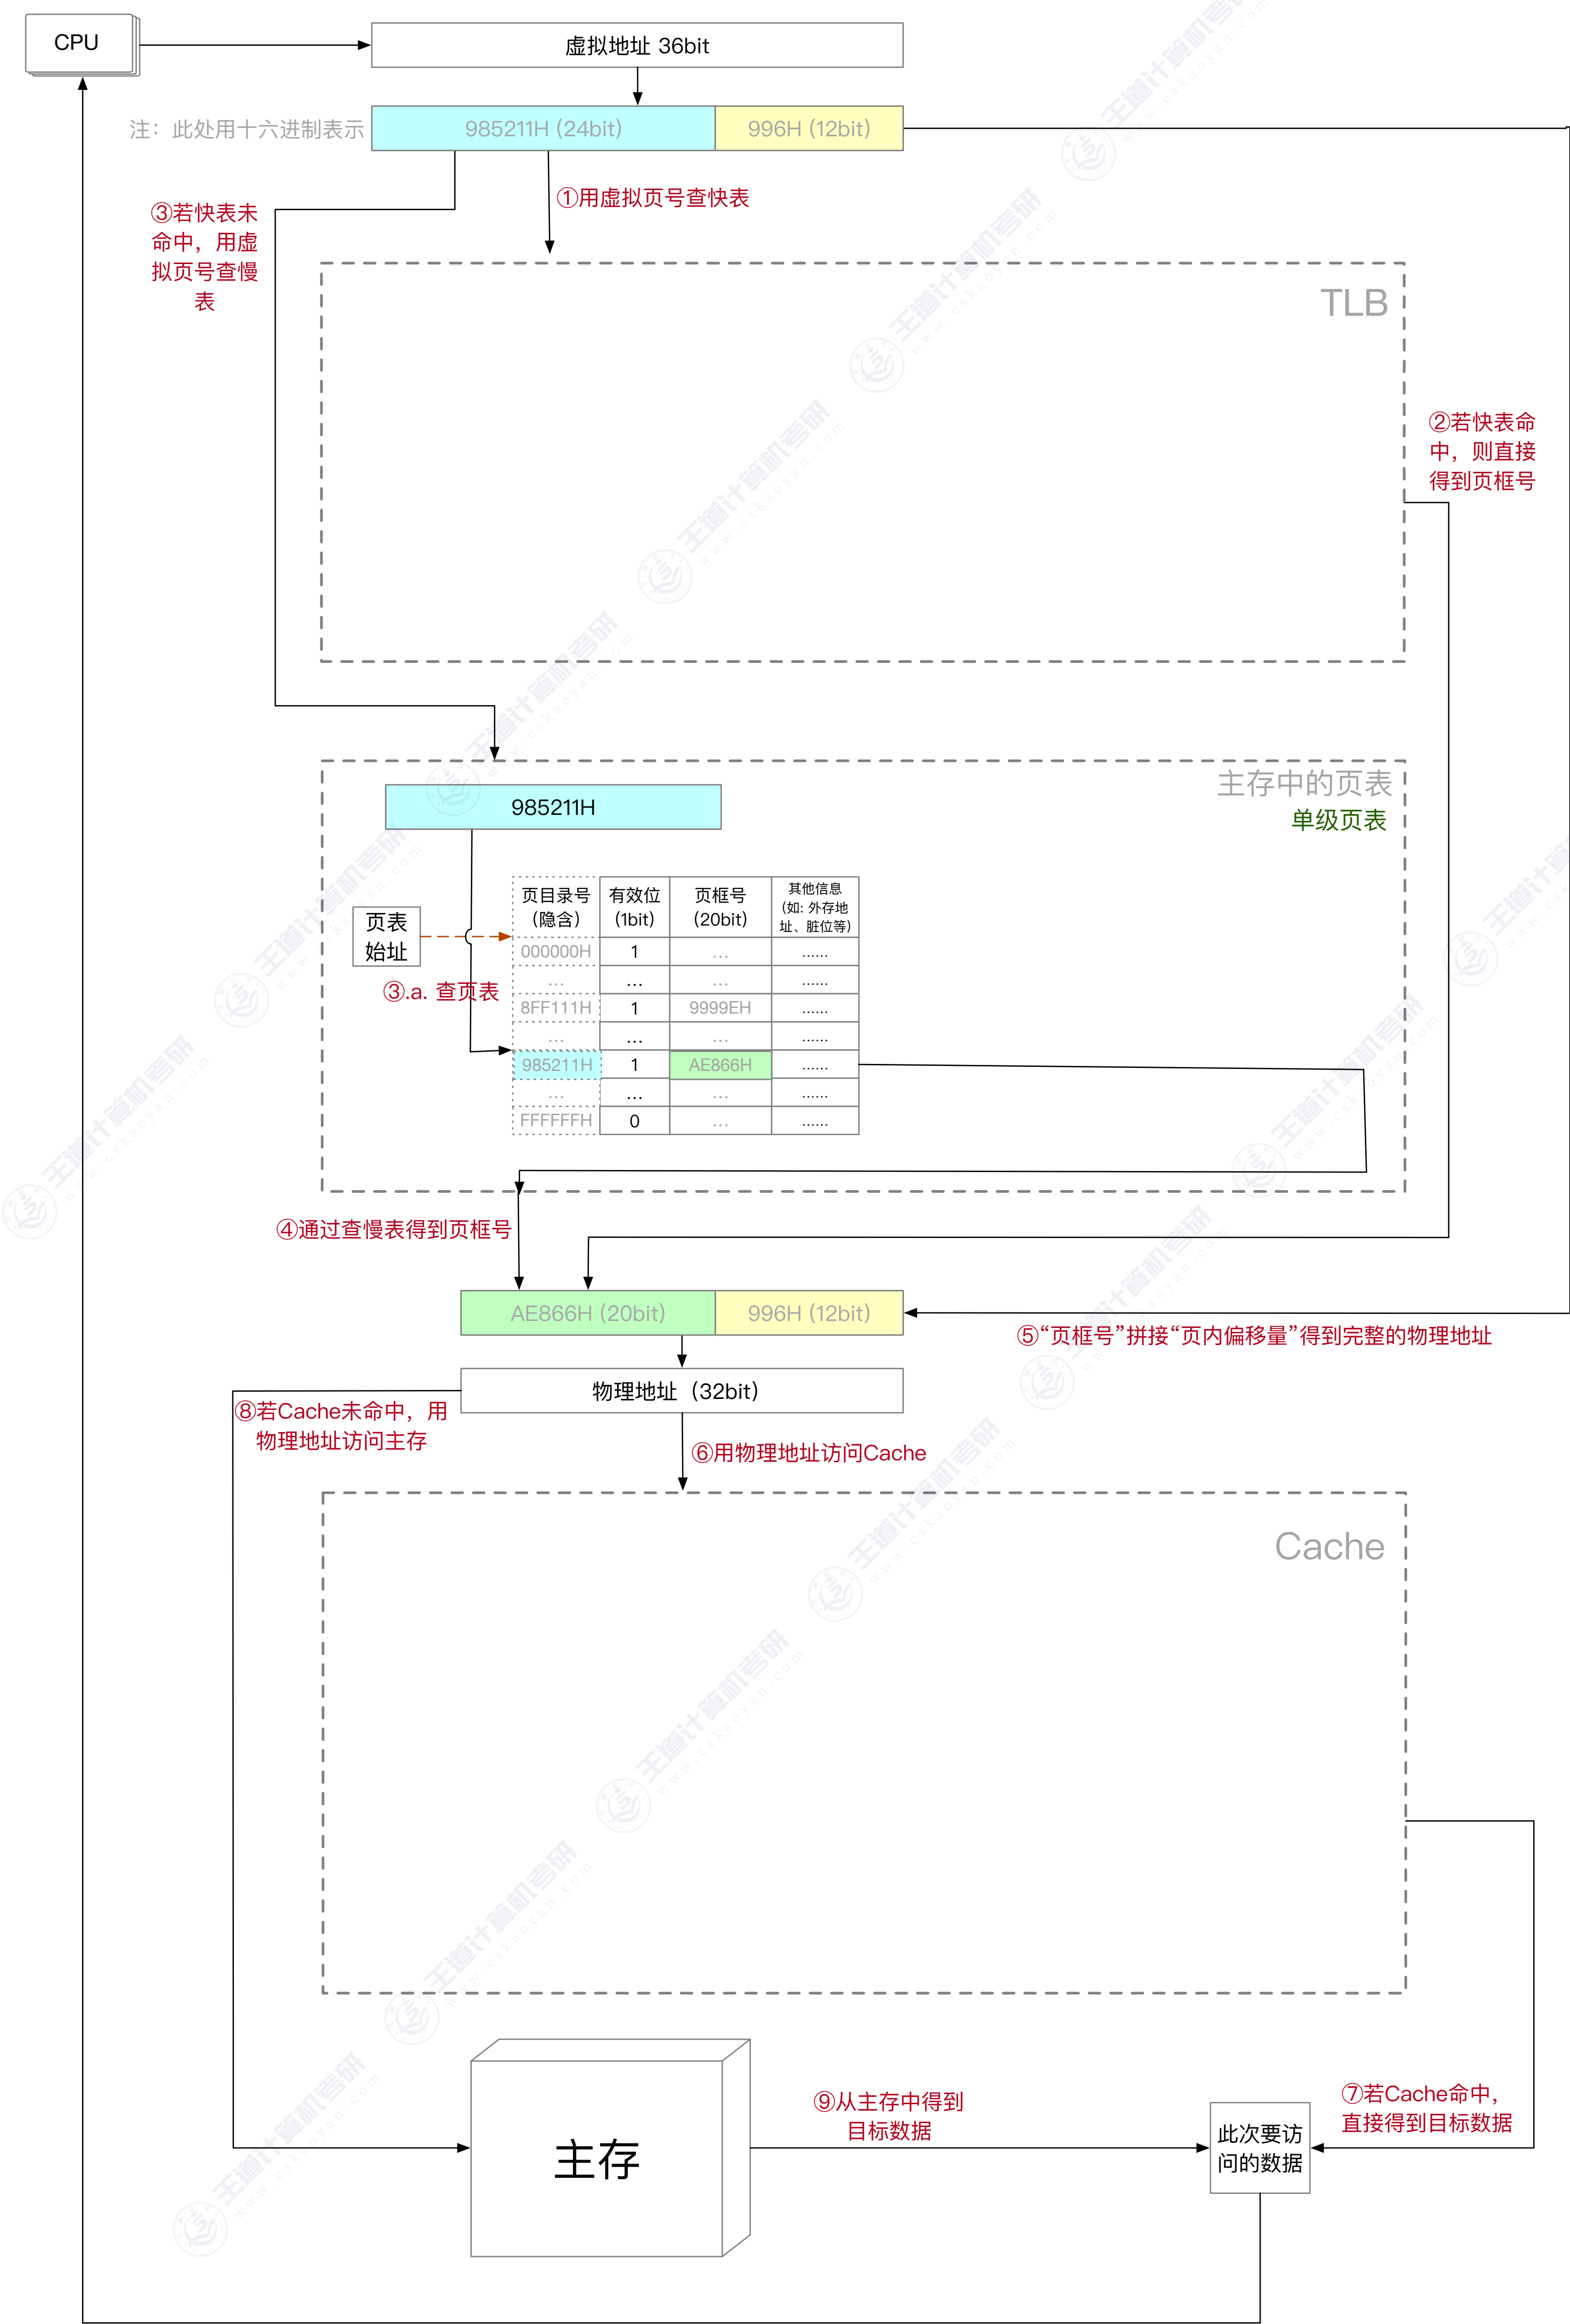 CPU
虚拟地址 36bit
注：此处用十六进制表示
985211H (24bit)
996H (12bit)
①用虚拟页号查快表
③若快表未
命中，用虚
拟页号查慢
表
TLB
②若快表命
中，则直接
得到页框号
主存中的页表
单级页表
985211H
页表
始址
③.a. 查页表
页目录号
（隐含）
有效位
(1bit)
页框号
(20bit)
其他信息
（如: 外存地
址、脏位等）
000000H 1 ... ......
... ... ... ......
8FF111H 1 9999EH ......
... ... ... ......
985211H 1 AE866H ......
... ... ... ......
FFFFFFH 0 ... ......
④通过查慢表得到页框号
AE866H (20bit)
996H (12bit)
⑤“页框号”拼接“页内偏移量”得到完整的物理地址
物理地址（32bit）
⑧若Cache未命中，用
物理地址访问主存
⑥用物理地址访问Cache
Cache
主存
⑨从主存中得到
目标数据
此次要访
问的数据
⑦若Cache命中，
直接得到目标数据
王道计算机考研
www.cskaoyan.com